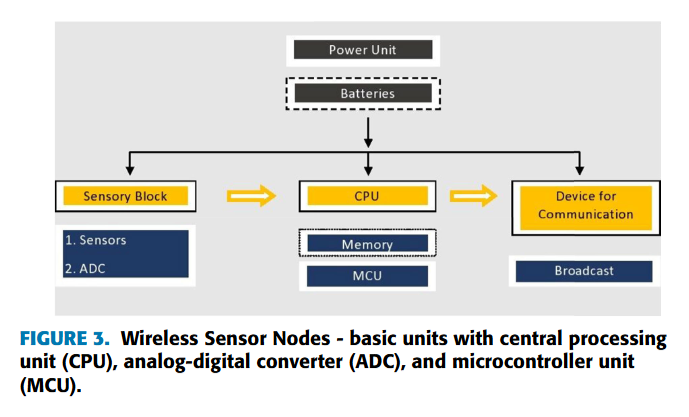 Power Unit
Batteries
Sensory Block
CPU
Device for
Communication
1. Sensors
2. ADC
Memory
MCU
Broadcast
FIGURE 3. Wireless Sensor Nodes - basic units with central processing
unit (CPU), analog-digital converter (ADC), and microcontroller unit
(MCU).